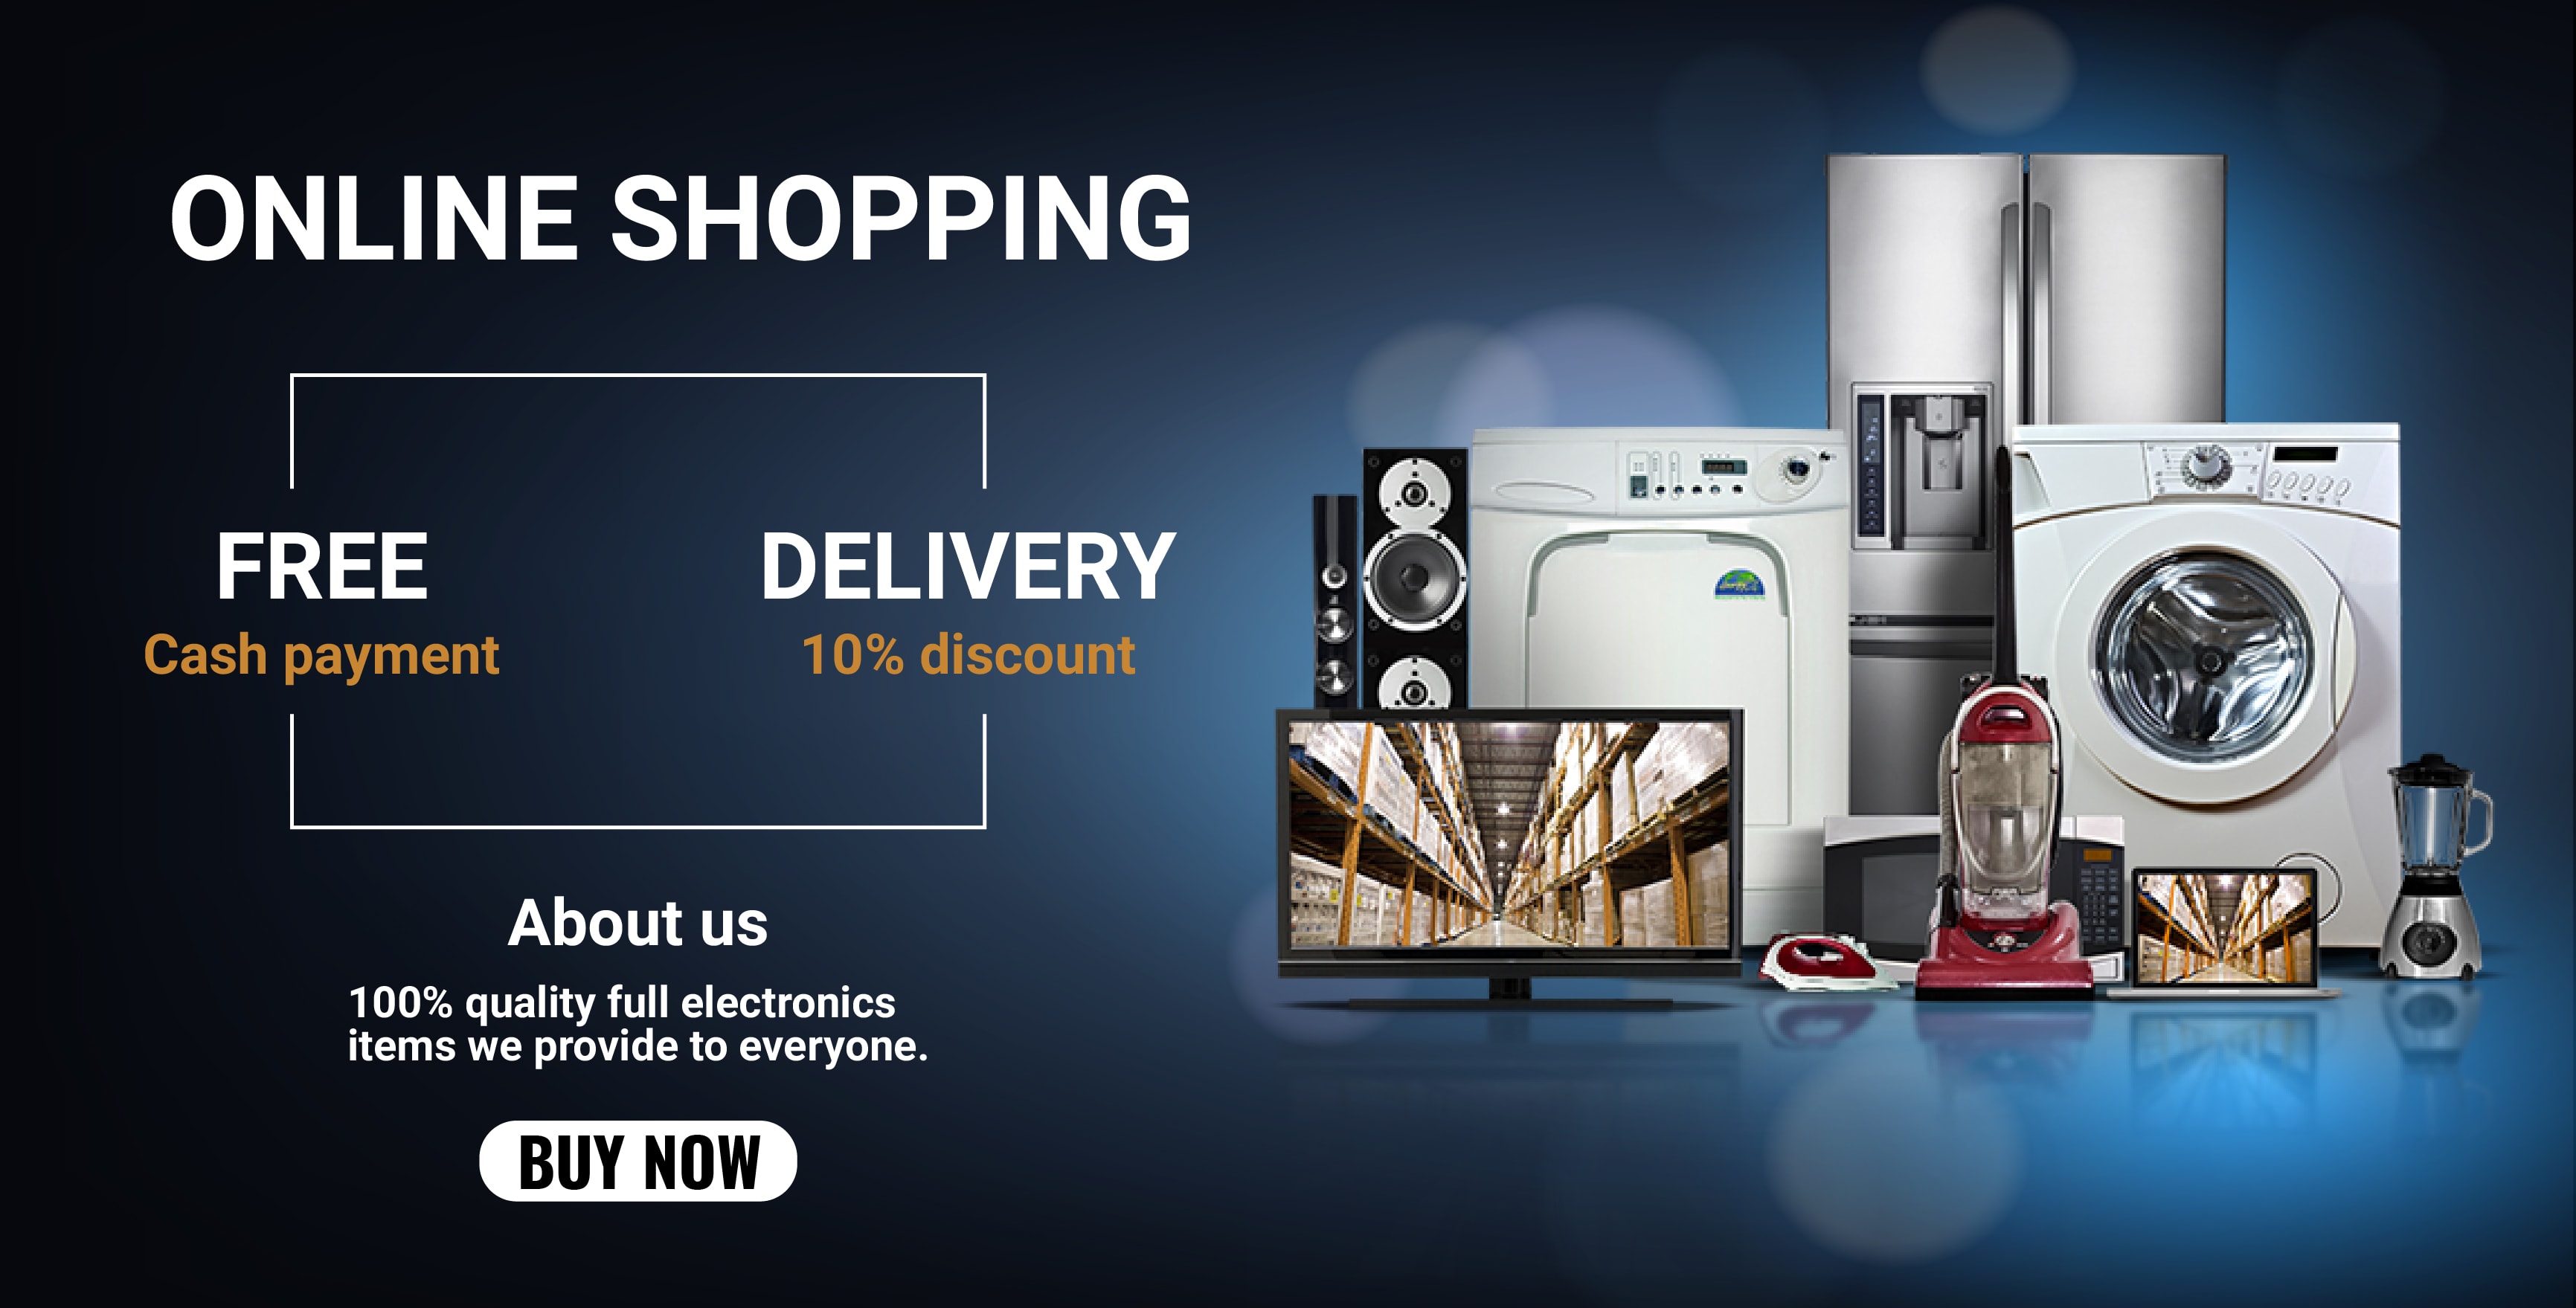 ONLINE SHOPPING
FREE
DELIVERY
Cash payment
10% discount
About us
100% quality full electronics
items we provide to everyone.
BUY NOW